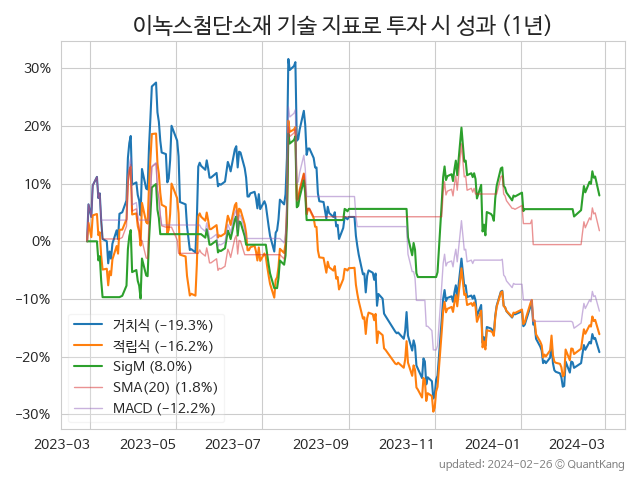 이녹스첨단소재 기술 지표로 투자 시 성과 (1년)
30%
20%
10%
0%
−10%
−20%
−30%
거치식 (−19.3%)
적립식 (−16.2%)
SigM (8.0%)
SMA(20) (1.8%)
MACD (−12.2%)
2023-03 2023-05 2023-07 2023-09 2023-11 2024-01 2024-03
updated: 2024-02-26 © QuantKang